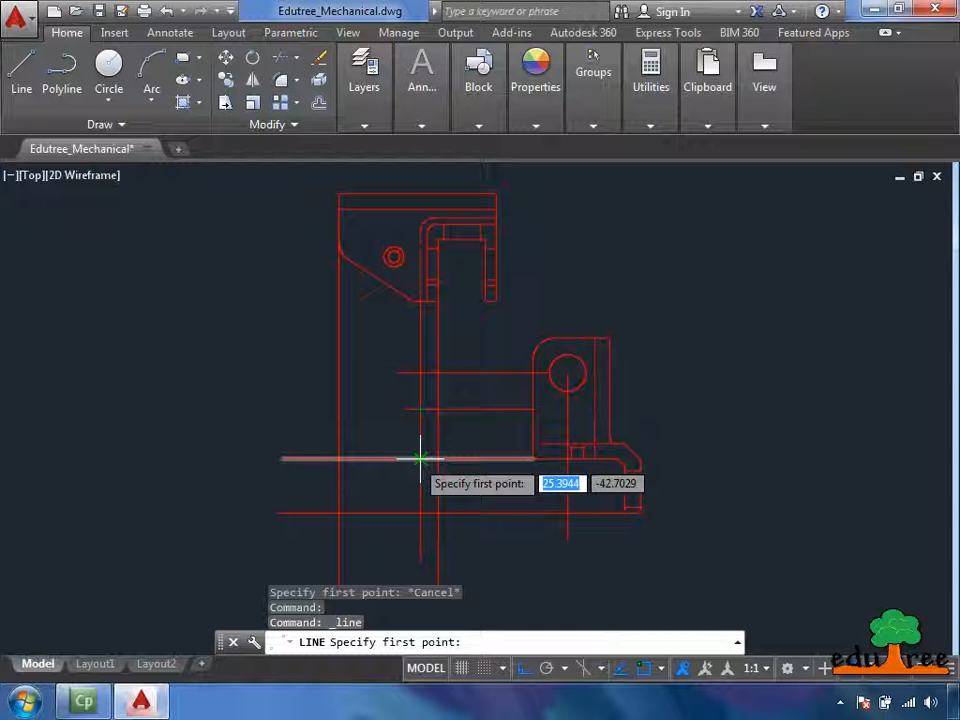 Edutree_Mechanical.dwg
Type a keyword or phrase
Sign In
Home Insert Annotate Layout Parametric View Manage Output Add-ins Autodesk 360 Express Tools BIM 360 Featured Apps
Line Polyline Circle Arc
Layers Ann... Block Properties Groups Utilities Clipboard View
Draw Modify
Edutree_Mechanical*
[−][Top][2D Wireframe]
Specify first point: 25.3944 -42.7029
Specify first point: *Cancel*
Command:
Command: _line
LINE Specify first point:
edutree
Model Layout1 Layout2 +
MODEL 1:1
Cp